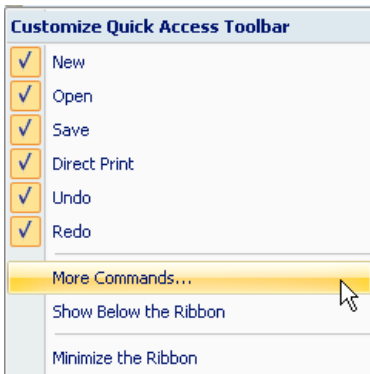 Customize Quick Access Toolbar
New
Open
Save
Direct Print
Undo
Redo
More Commands...
Show Below the Ribbon
Minimize the Ribbon